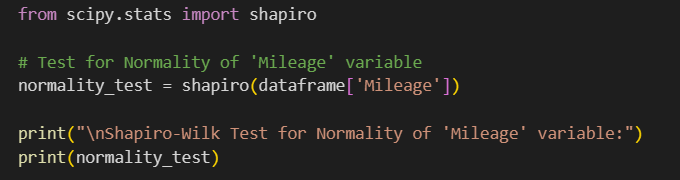 from scipy.stats import shapiro
# Test for Normality of 'Mileage' variable
normality_test = shapiro(dataframe['Mileage'])
print("\nShapiro-Wilk Test for Normality of 'Mileage' variable:")
print(normality_test)